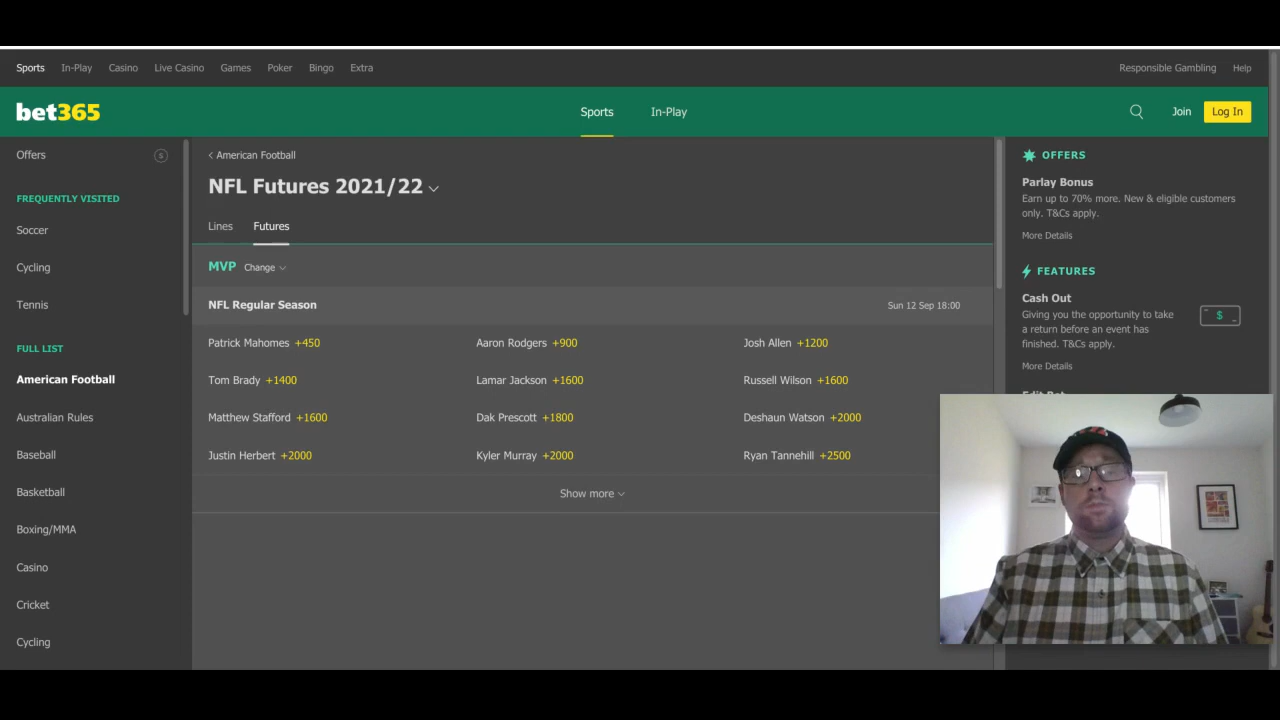 Sports In-Play Casino Live Casino Games Poker Bingo Extra Responsible Gambling Help
bet365 Sports In-Play Join Log In
Offers 5
FREQUENTLY VISITED
Soccer
Cycling
Tennis
FULL LIST
American Football
Australian Rules
Baseball
Basketball
Boxing/MMA
Casino
Cricket
Cycling
< American Football
NFL Futures 2021/22
Lines Futures
MVP Change
NFL Regular Season Sun 12 Sep 18:00
Patrick Mahomes +450 Aaron Rodgers +900 Josh Allen +1200
Tom Brady +1400 Lamar Jackson +1600 Russell Wilson +1600
Matthew Stafford +1600 Dak Prescott +1800 Deshaun Watson +2000
Justin Herbert +2000 Kyler Murray +2000 Ryan Tannehill +2500
Show more
OFFERS
Parlay Bonus
Earn up to 70% more. New & eligible customers
only. T&Cs apply.
More Details
FEATURES
Cash Out
Giving you the opportunity to take
a return before an event has
finished. T&Cs apply.
$
More Details